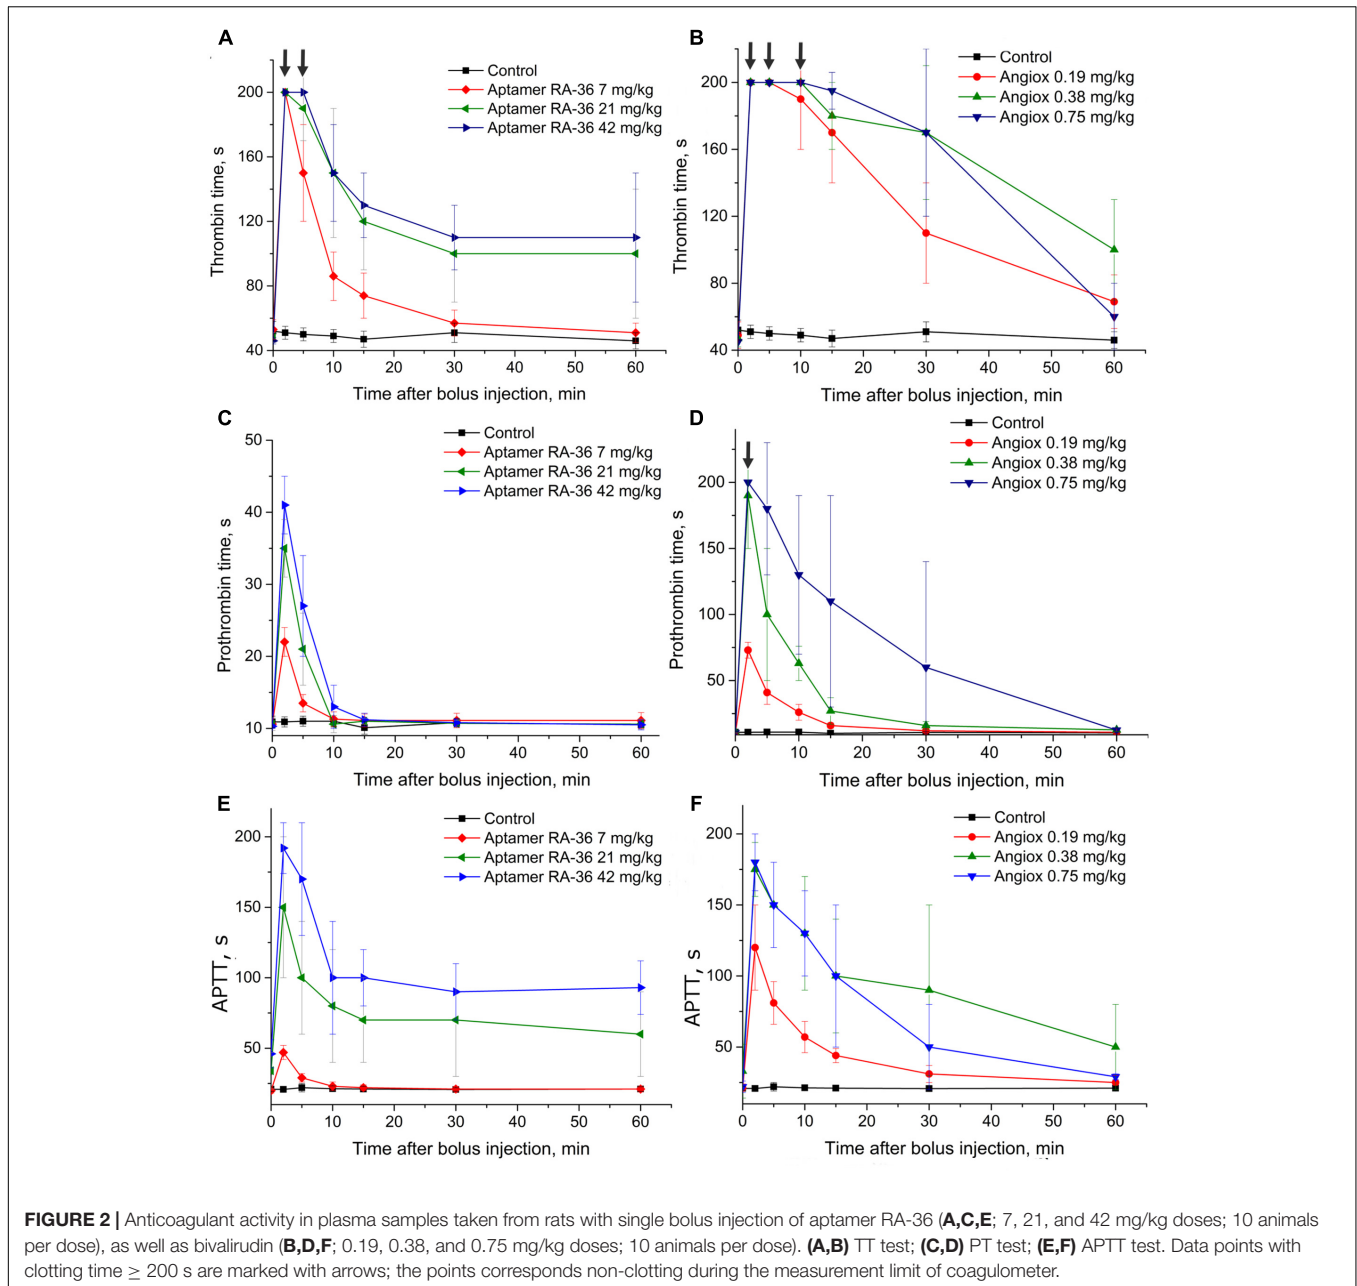 A
Control
Aptamer RA-36 7 mg/kg
Aptamer RA-36 21 mg/kg
Aptamer RA-36 42 mg/kg
Thrombin time, s
200
160
120
80
40
0 10 20 30 40 50 60
Time after bolus injection, min
B
Control
Angiox 0.19 mg/kg
Angiox 0.38 mg/kg
Angiox 0.75 mg/kg
Thrombin time, s
200
160
120
80
40
0 10 20 30 40 50 60
Time after bolus injection, min
C
Control
Aptamer RA-36 7 mg/kg
Aptamer RA-36 21 mg/kg
Aptamer RA-36 42 mg/kg
Prothrombin time, s
50
40
30
20
10
0 10 20 30 40 50 60
Time after bolus injection, min
D
Control
Angiox 0.19 mg/kg
Angiox 0.38 mg/kg
Angiox 0.75 mg/kg
Prothrombin time, s
200
150
100
50
0 10 20 30 40 50 60
Time after bolus injection, min
E
Control
Aptamer RA-36 7 mg/kg
Aptamer RA-36 21 mg/kg
Aptamer RA-36 42 mg/kg
APTT, s
200
150
100
50
0 10 20 30 40 50 60
Time after bolus injection, min
F
Control
Angiox 0.19 mg/kg
Angiox 0.38 mg/kg
Angiox 0.75 mg/kg
APTT, s
200
150
100
50
0 10 20 30 40 50 60
Time after bolus injection, min
FIGURE 2 | Anticoagulant activity in plasma samples taken from rats with single bolus injection of aptamer RA-36 (A,C,E; 7, 21, and 42 mg/kg doses; 10 animals
per dose), as well as bivalirudin (B,D,F; 0.19, 0.38, and 0.75 mg/kg doses; 10 animals per dose). (A,B) TT test; (C,D) PT test; (E,F) APTT test. Data points with
clotting time ≥ 200 s are marked with arrows; the points corresponds non-clotting during the measurement limit of coagulometer.